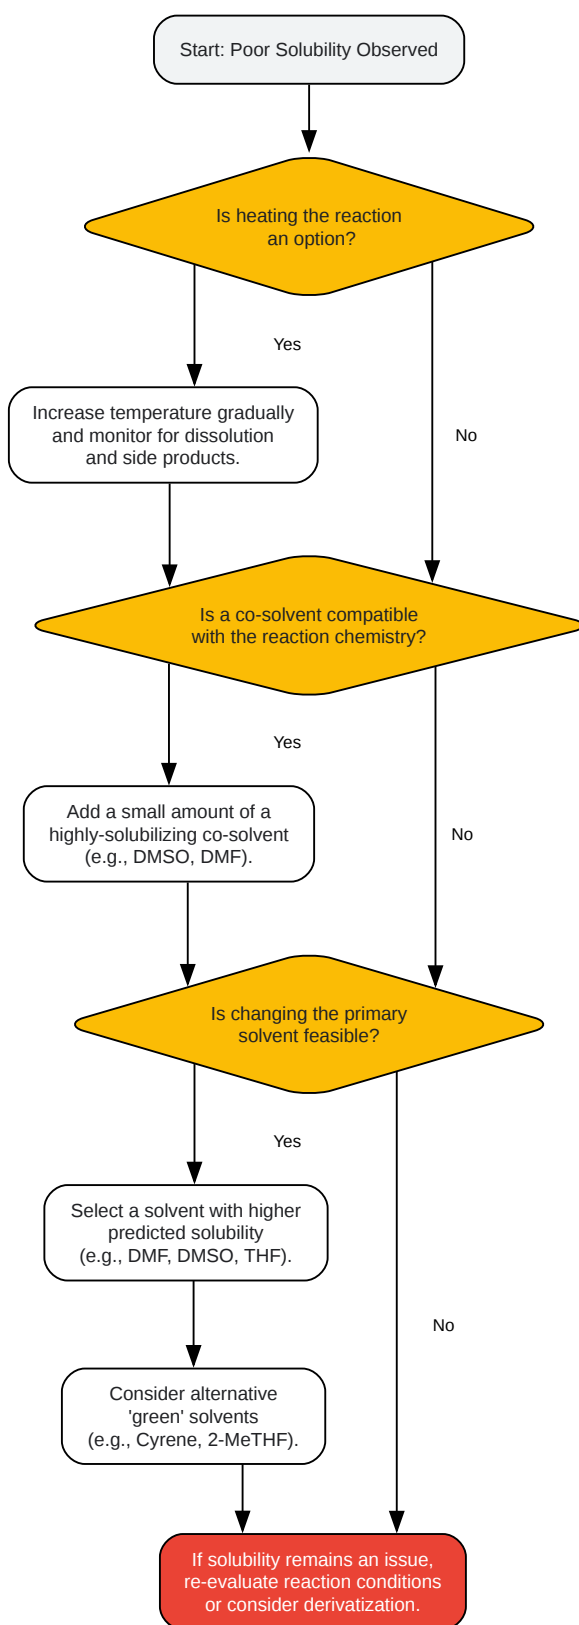 Start: Poor Solubility Observed
Is heating the reaction
an option?
Yes
Increase temperature gradually
and monitor for dissolution
and side products.
No
Is a co-solvent compatible
with the reaction chemistry?
Yes
Add a small amount of a
highly-solubilizing co-solvent
(e.g., DMSO, DMF).
No
Is changing the primary
solvent feasible?
Yes
Select a solvent with higher
predicted solubility
(e.g., DMF, DMSO, THF).
No
Consider alternative
'green' solvents
(e.g., Cyrene, 2-MeTHF).
If solubility remains an issue,
re-evaluate reaction conditions
or consider derivatization.